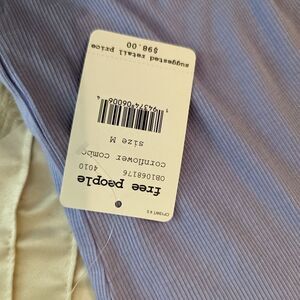 free people
OB1068176 4010
cornflower combo
size M
suggested retail price
$98.00